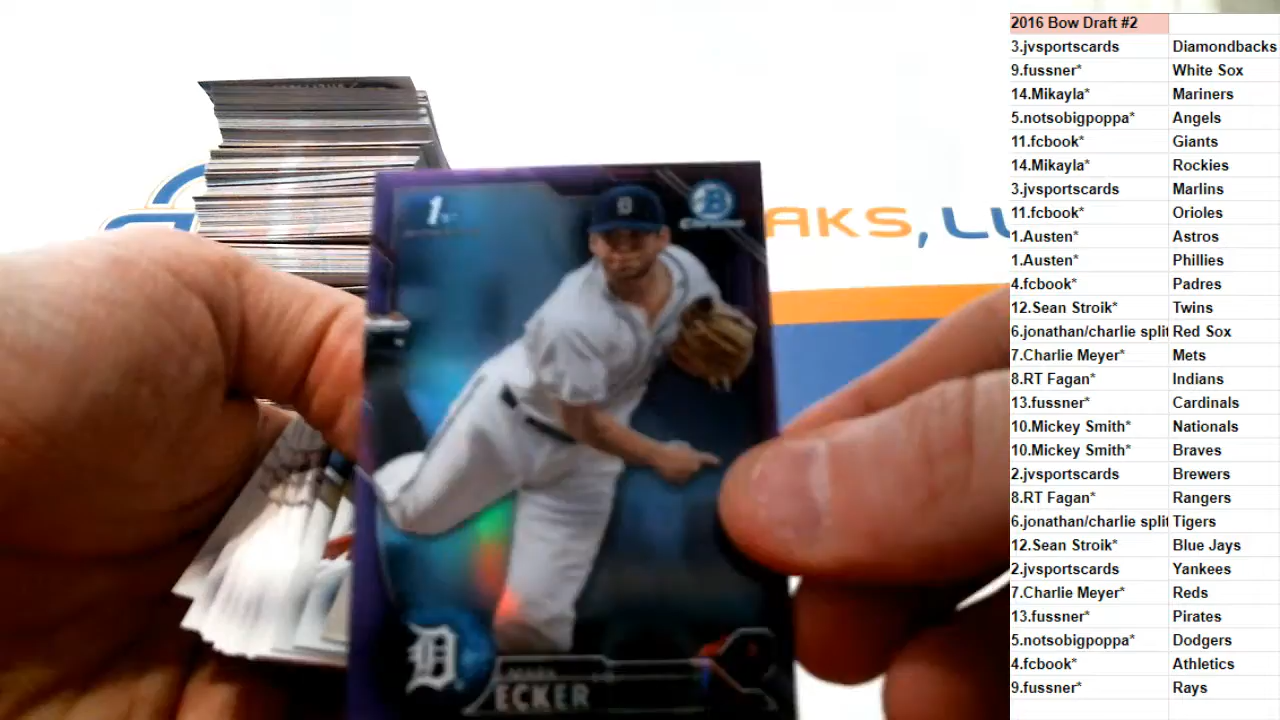 2016 Bow Draft #2
3.jvsportscards Diamondbacks
9.fussner* White Sox
14.Mikayla* Mariners
5.notsobigpoppa* Angels
11.fcbook* Giants
14.Mikayla* Rockies
3.jvsportscards Marlins
11.fcbook* Orioles
1.Austen* Astros
1.Austen* Phillies
4.fcbook* Padres
12.Sean Stroik* Twins
6.jonathan/charlie split Red Sox
7.Charlie Meyer* Mets
8.RT Fagan* Indians
13.fussner* Cardinals
10.Mickey Smith* Nationals
10.Mickey Smith* Braves
2.jvsportscards Brewers
8.RT Fagan* Rangers
6.jonathan/charlie split Tigers
12.Sean Stroik* Blue Jays
2.jvsportscards Yankees
7.Charlie Meyer* Reds
13.fussner* Pirates
5.notsobigpoppa* Dodgers
4.fcbook* Athletics
9.fussner* Rays
AKS, LU
1st
B
Chrome
D
D
MARK
ECKER